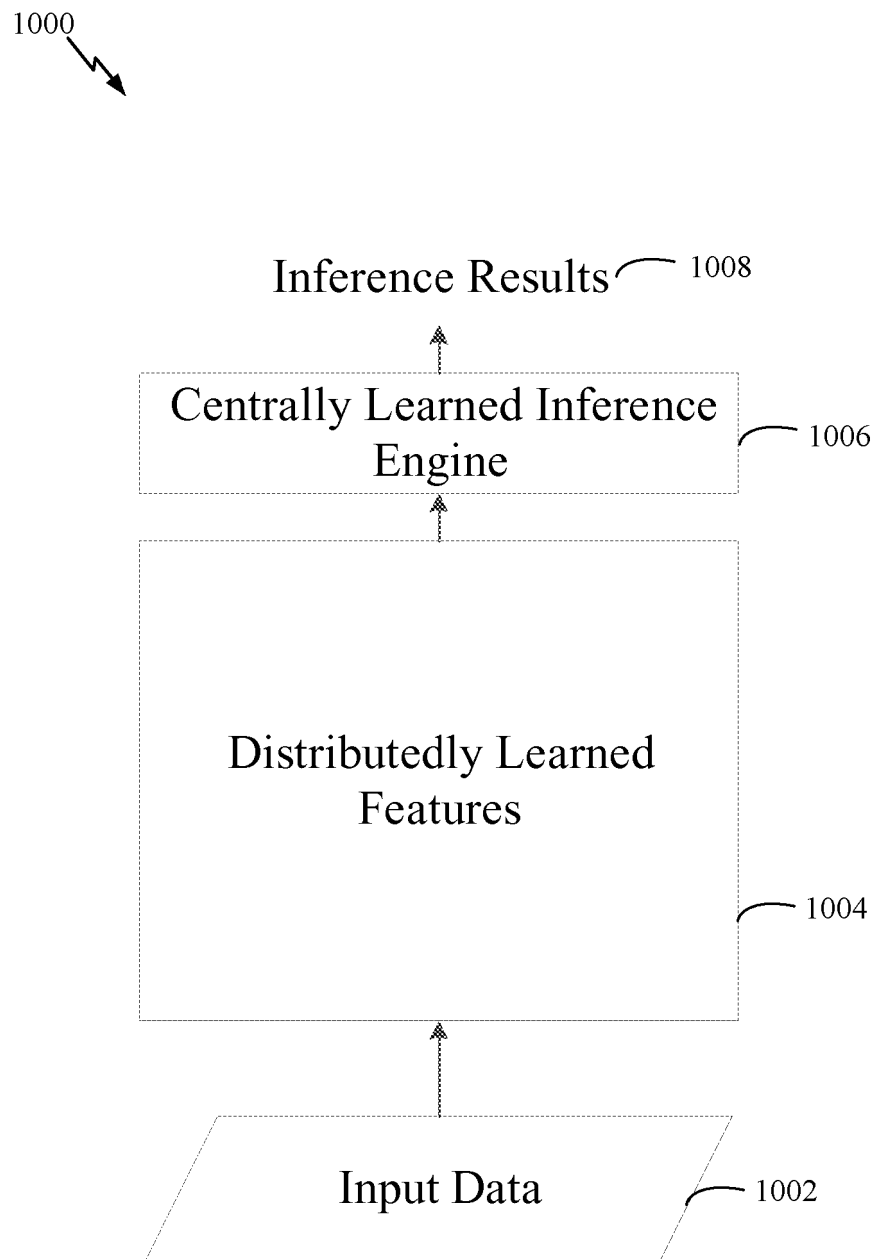 1000
Inference Results
1008
Centrally Learned Inference
Engine
1006
Distributedly Learned
Features
1004
Input Data
1002